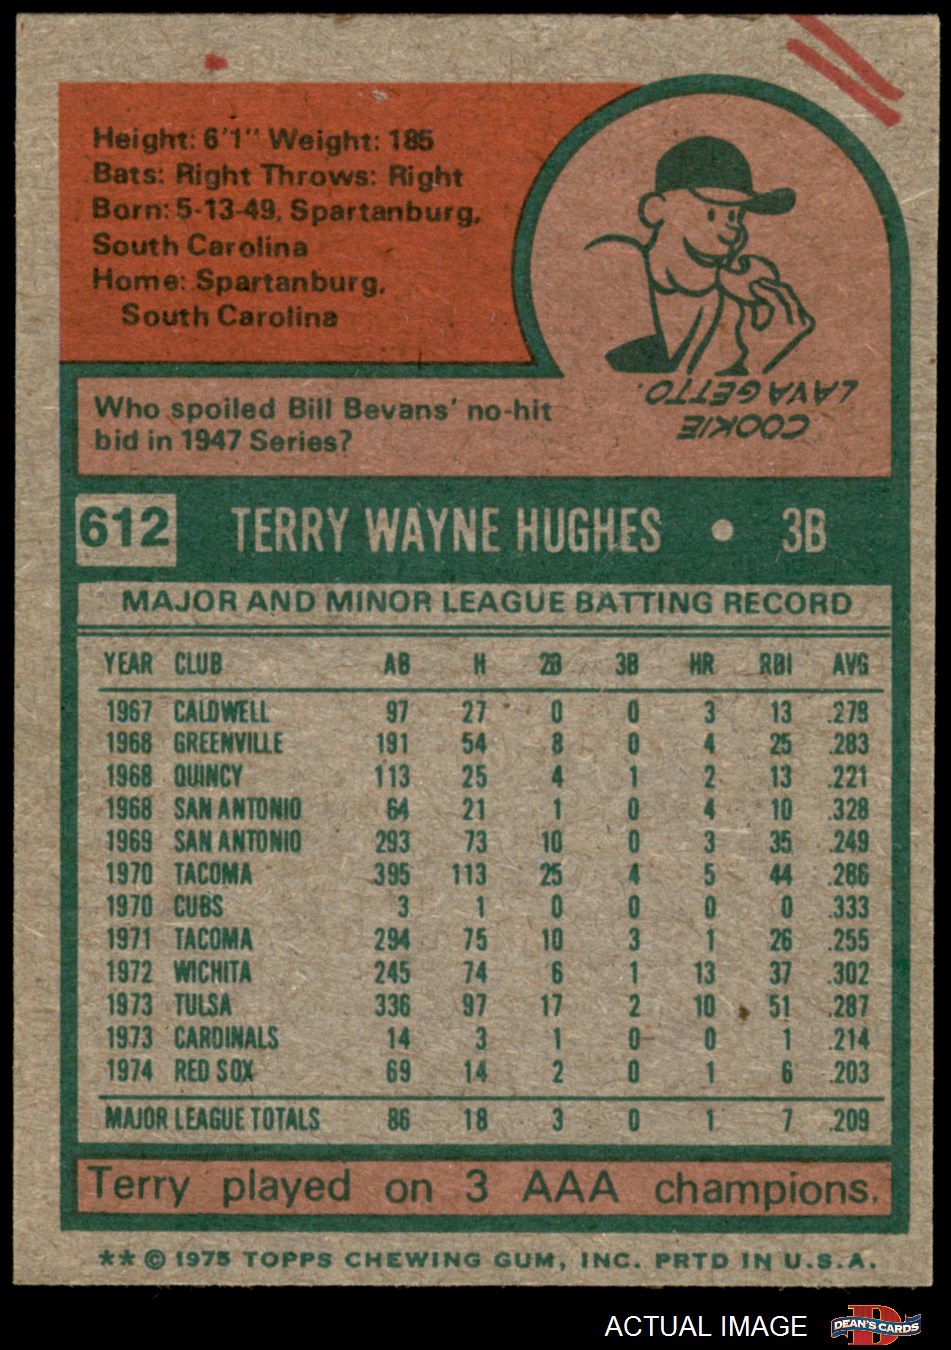 Height: 6'1" Weight: 185
Bats: Right Throws: Right
Born: 5-13-49, Spartanburg,
South Carolina
Home: Spartanburg,
South Carolina
Who spoiled Bill Bevans' no-hit
bid in 1947 Series?
COOKIE
LAVAGETTO.
612 TERRY WAYNE HUGHES • 3B
MAJOR AND MINOR LEAGUE BATTING RECORD
YEAR CLUB AB H 2B 3B HR RBI AVG
1967 CALDWELL 97 27 0 0 3 13 .278
1968 GREENVILLE 191 54 8 0 4 25 .283
1968 QUINCY 113 25 4 1 2 13 .221
1968 SAN ANTONIO 64 21 1 0 4 10 .328
1969 SAN ANTONIO 293 73 10 0 3 35 .249
1970 TACOMA 395 113 25 4 5 44 .286
1970 CUBS 3 1 0 0 0 0 .333
1971 TACOMA 294 75 10 3 1 26 .255
1972 WICHITA 245 74 6 1 13 37 .302
1973 TULSA 336 97 17 2 10 51 .287
1973 CARDINALS 14 3 1 0 0 1 .214
1974 RED SOX 69 14 2 0 1 6 .203
MAJOR LEAGUE TOTALS 86 18 3 0 1 7 .209
Terry played on 3 AAA champions.
** © 1975 TOPPS CHEWING GUM, INC. PRTD IN U.S.A.
ACTUAL IMAGE
DEAN'S CARDS